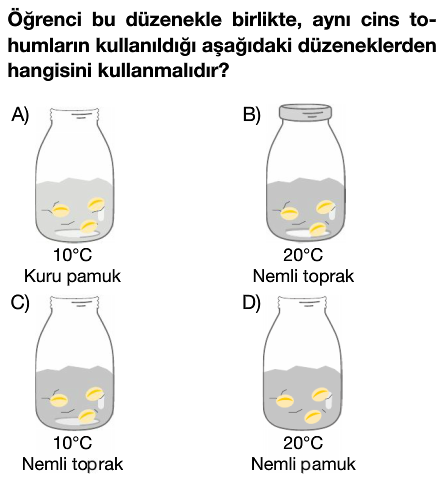 Öğrenci bu düzenekle birlikte, aynı cins to-
humların kullanıldığı aşağıdaki düzeneklerden
hangisini kullanmalıdır?
A)
B)
10°C
20°C
Kuru pamuk
Nemli toprak
C)
D)
10°C
20°C
Nemli toprak
Nemli pamuk